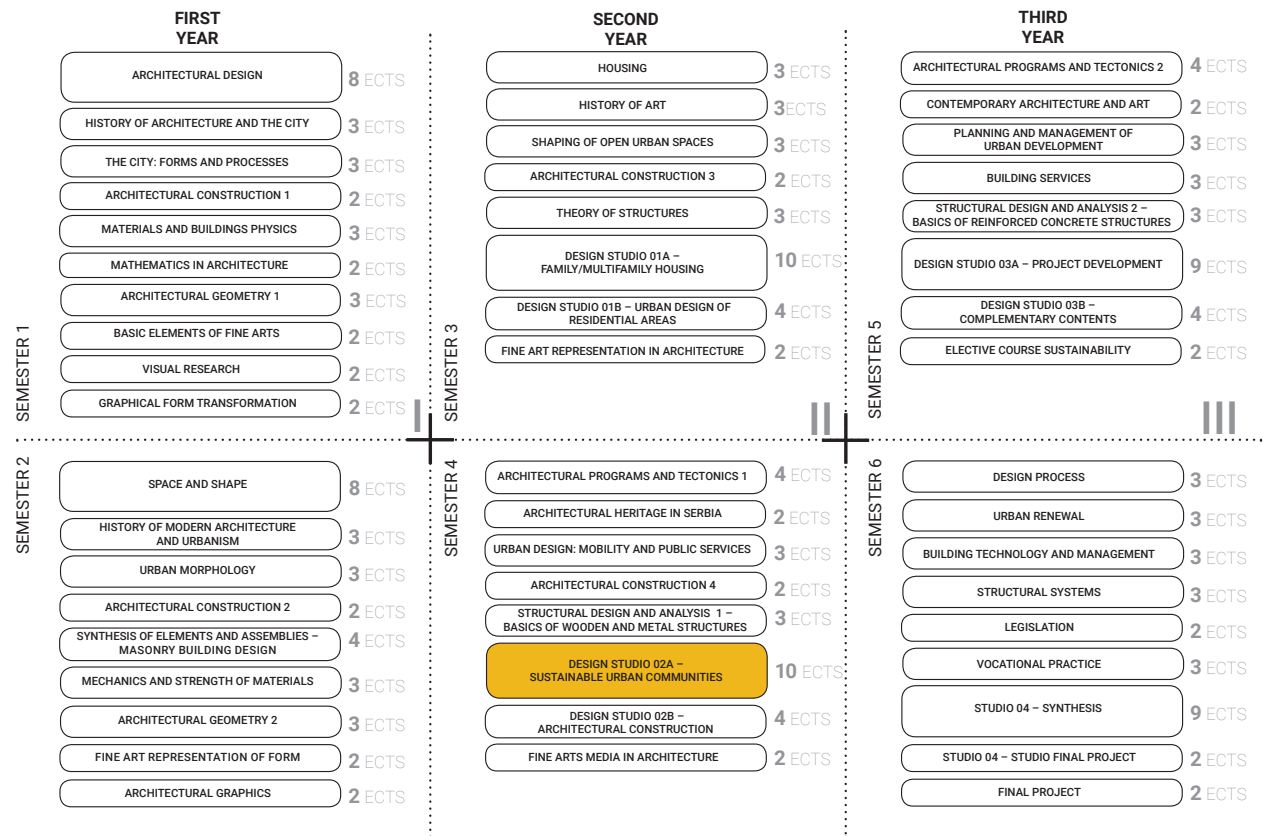 FIRST
YEAR
SEMESTER 1
ARCHITECTURAL DESIGN
8 ECTS
HISTORY OF ARCHITECTURE AND THE CITY
3 ECTS
THE CITY: FORMS AND PROCESSES
3 ECTS
ARCHITECTURAL CONSTRUCTION 1
2 ECTS
MATERIALS AND BUILDINGS PHYSICS
3 ECTS
MATHEMATICS IN ARCHITECTURE
2 ECTS
ARCHITECTURAL GEOMETRY 1
3 ECTS
BASIC ELEMENTS OF FINE ARTS
2 ECTS
VISUAL RESEARCH
2 ECTS
GRAPHICAL FORM TRANSFORMATION
2 ECTS
I
SEMESTER 2
SPACE AND SHAPE
8 ECTS
HISTORY OF MODERN ARCHITECTURE
AND URBANISM
3 ECTS
URBAN MORPHOLOGY
3 ECTS
ARCHITECTURAL CONSTRUCTION 2
2 ECTS
SYNTHESIS OF ELEMENTS AND ASSEMBLIES –
MASONRY BUILDING DESIGN
4 ECTS
MECHANICS AND STRENGTH OF MATERIALS
3 ECTS
ARCHITECTURAL GEOMETRY 2
3 ECTS
FINE ART REPRESENTATION OF FORM
2 ECTS
ARCHITECTURAL GRAPHICS
2 ECTS
SECOND
YEAR
SEMESTER 3
HOUSING
3 ECTS
HISTORY OF ART
3ECTS
SHAPING OF OPEN URBAN SPACES
3 ECTS
ARCHITECTURAL CONSTRUCTION 3
2 ECTS
THEORY OF STRUCTURES
3 ECTS
DESIGN STUDIO 01A –
FAMILY/MULTIFAMILY HOUSING
10 ECTS
DESIGN STUDIO 01B – URBAN DESIGN OF
RESIDENTIAL AREAS
4 ECTS
FINE ART REPRESENTATION IN ARCHITECTURE
2 ECTS
II
SEMESTER 4
ARCHITECTURAL PROGRAMS AND TECTONICS 1
4 ECTS
ARCHITECTURAL HERITAGE IN SERBIA
2 ECTS
URBAN DESIGN: MOBILITY AND PUBLIC SERVICES
3 ECTS
ARCHITECTURAL CONSTRUCTION 4
2 ECTS
STRUCTURAL DESIGN AND ANALYSIS 1 –
BASICS OF WOODEN AND METAL STRUCTURES
3 ECTS
DESIGN STUDIO 02A –
SUSTAINABLE URBAN COMMUNITIES
10 ECTS
DESIGN STUDIO 02B –
ARCHITECTURAL CONSTRUCTION
4 ECTS
FINE ARTS MEDIA IN ARCHITECTURE
2 ECTS
THIRD
YEAR
SEMESTER 5
ARCHITECTURAL PROGRAMS AND TECTONICS 2
4 ECTS
CONTEMPORARY ARCHITECTURE AND ART
2 ECTS
PLANNING AND MANAGEMENT OF
URBAN DEVELOPMENT
3 ECTS
BUILDING SERVICES
3 ECTS
STRUCTURAL DESIGN AND ANALYSIS 2 –
BASICS OF REINFORCED CONCRETE STRUCTURES
3 ECTS
DESIGN STUDIO 03A – PROJECT DEVELOPMENT
9 ECTS
DESIGN STUDIO 03B –
COMPLEMENTARY CONTENTS
4 ECTS
ELECTIVE COURSE SUSTAINABILITY
2 ECTS
III
SEMESTER 6
DESIGN PROCESS
3 ECTS
URBAN RENEWAL
3 ECTS
BUILDING TECHNOLOGY AND MANAGEMENT
3 ECTS
STRUCTURAL SYSTEMS
3 ECTS
LEGISLATION
2 ECTS
VOCATIONAL PRACTICE
3 ECTS
STUDIO 04 – SYNTHESIS
9 ECTS
STUDIO 04 – STUDIO FINAL PROJECT
2 ECTS
FINAL PROJECT
2 ECTS